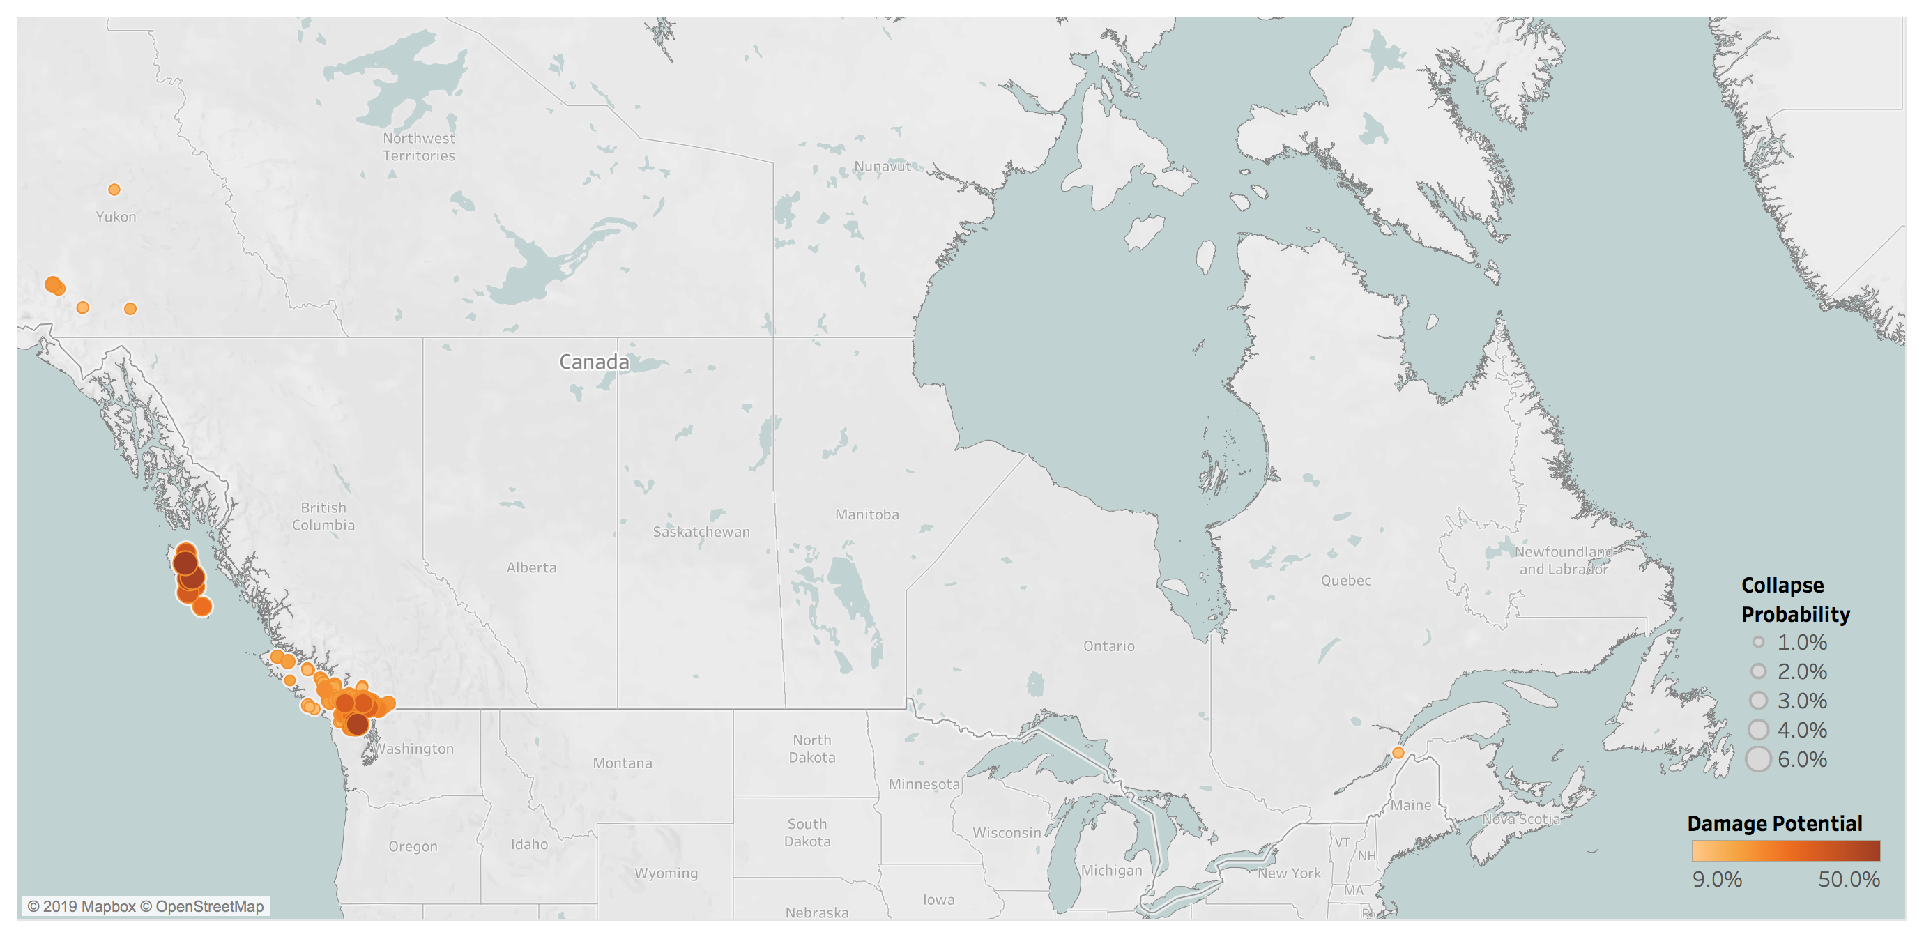 Northwest
Territories
Nunavut
Yukon
Canada
British
Columbia
Manitoba
Saskatchewan
Alberta
Newfoundland
and Labrador
Quebec
Ontario
Collapse
Probability
1.0%
2.0%
3.0%
4.0%
6.0%
Washington
North
Dakota
Montana
Minnesota
Maine
Nova Scotia
Damage Potential
9.0%
50.0%
South
Dakota
Wisconsin
Oregon
Idaho
VT
NH
Wyoming
Michigan
New York
MA
Iowa
Nebraska
© 2019 Mapbox © OpenStreetMap